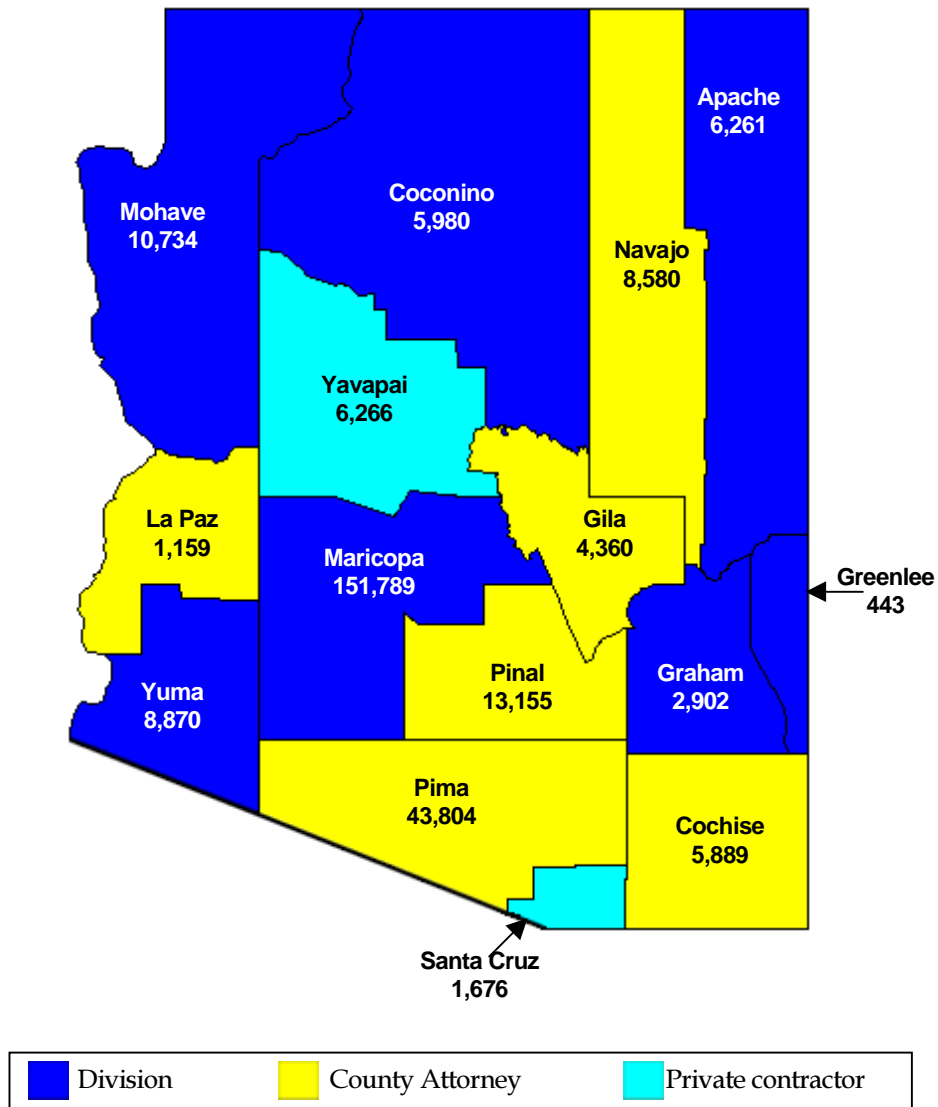 Apache
6,261
Coconino
5,980
Mohave
10,734
Navajo
8,580
Yavapai
6,266
La Paz
1,159
Gila
4,360
Maricopa
151,789
Greenlee
443
Pinal
13,155
Graham
2,902
Yuma
8,870
Pima
43,804
Cochise
5,889
Santa Cruz
1,676
Division County Attorney Private contractor